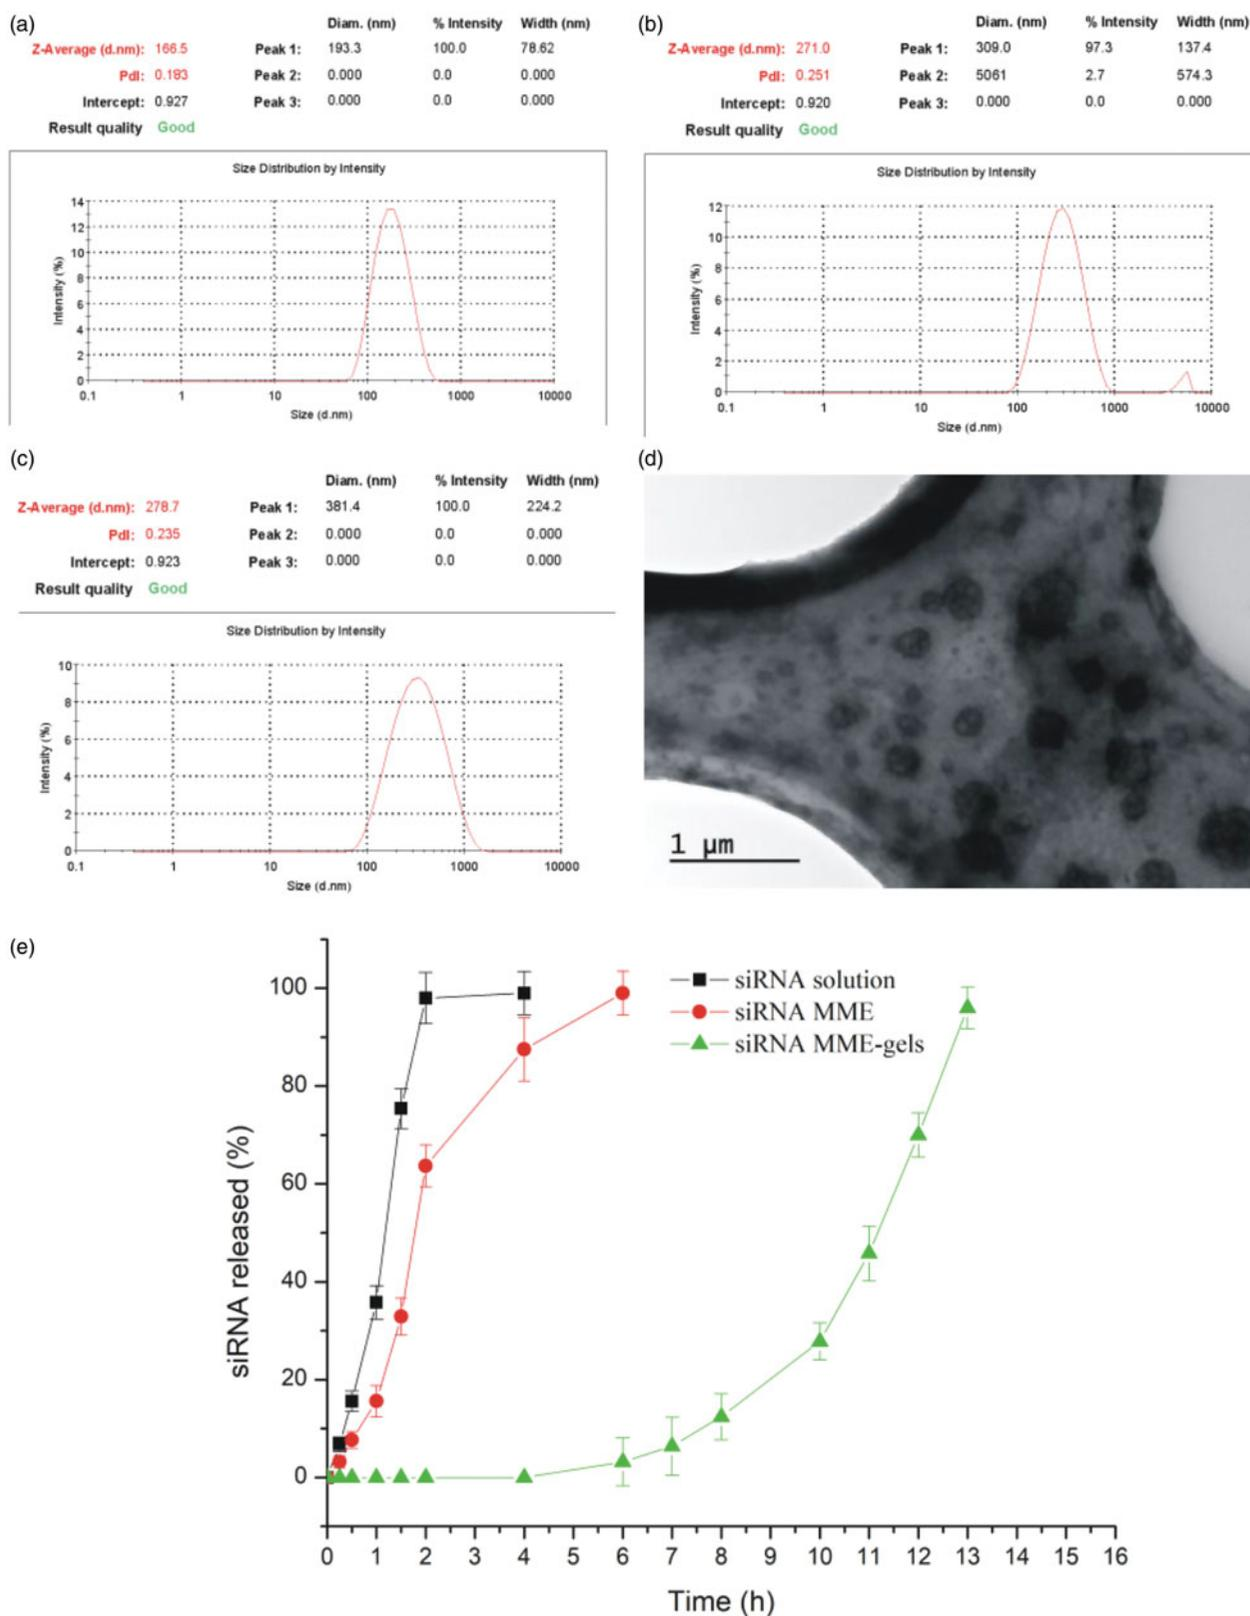 (a)
Diam. (nm) % Intensity Width (nm)
Z-Average (d.nm): 166.5 Peak 1: 193.3 100.0 78.62
PdI: 0.183 Peak 2: 0.000 0.0 0.000
Intercept: 0.927 Peak 3: 0.000 0.0 0.000
Result quality Good
Size Distribution by Intensity
14
12
10
8
6
4
2
0
Intensity (%)
0.1 1 10 100 1000 10000
Size (d.nm)
(b)
Diam. (nm) % Intensity Width (nm)
Z-Average (d.nm): 271.0 Peak 1: 309.0 97.3 137.4
PdI: 0.251 Peak 2: 5061 2.7 574.3
Intercept: 0.920 Peak 3: 0.000 0.0 0.000
Result quality Good
Size Distribution by Intensity
12
10
8
6
4
2
0
Intensity (%)
0.1 1 10 100 1000 10000
Size (d.nm)
(c)
Diam. (nm) % Intensity Width (nm)
Z-Average (d.nm): 278.7 Peak 1: 381.4 100.0 224.2
PdI: 0.235 Peak 2: 0.000 0.0 0.000
Intercept: 0.923 Peak 3: 0.000 0.0 0.000
Result quality Good
Size Distribution by Intensity
10
8
6
4
2
0
Intensity (%)
0.1 1 10 100 1000 10000
Size (d.nm)
(d)
1 µm
(e)
siRNA solution
siRNA MME
siRNA MME-gels
100
80
60
40
20
0
siRNA released (%)
0 1 2 3 4 5 6 7 8 9 10 11 12 13 14 15 16
Time (h)